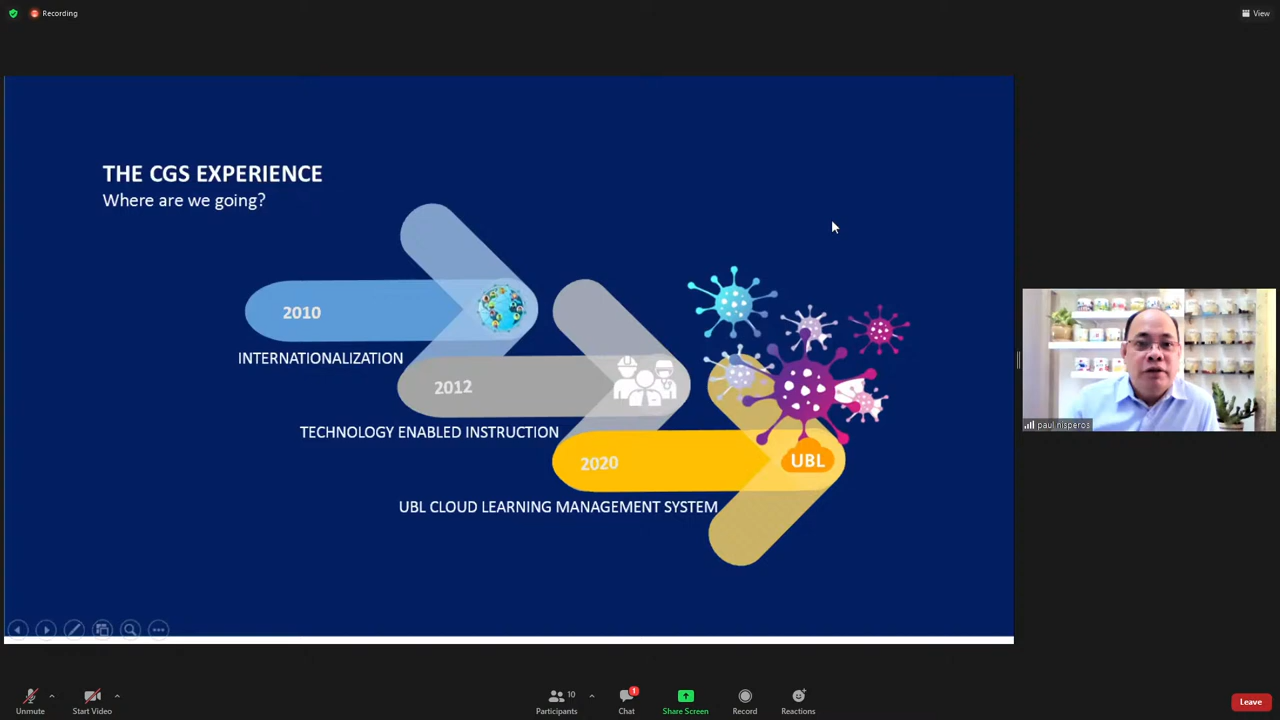 Recording
View
THE CGS EXPERIENCE
Where are we going?
2010
INTERNATIONALIZATION
2012
TECHNOLOGY ENABLED INSTRUCTION
2020
UBL
UBL CLOUD LEARNING MANAGEMENT SYSTEM
paul nisperos
Unmute
Start Video
10
Participants
1
Chat
Share Screen
Record
Reactions
Leave